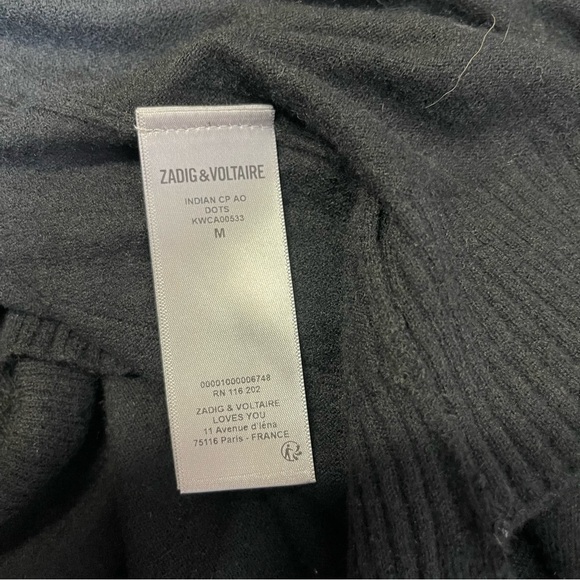 ZADIG&VOLTAIRE
INDIAN CP AO
DOTS
KWCA00533
M
00001000006748
RN 116 202
ZADIG & VOLTAIRE
LOVES YOU
11 Avenue d'Iéna
75116 Paris - FRANCE